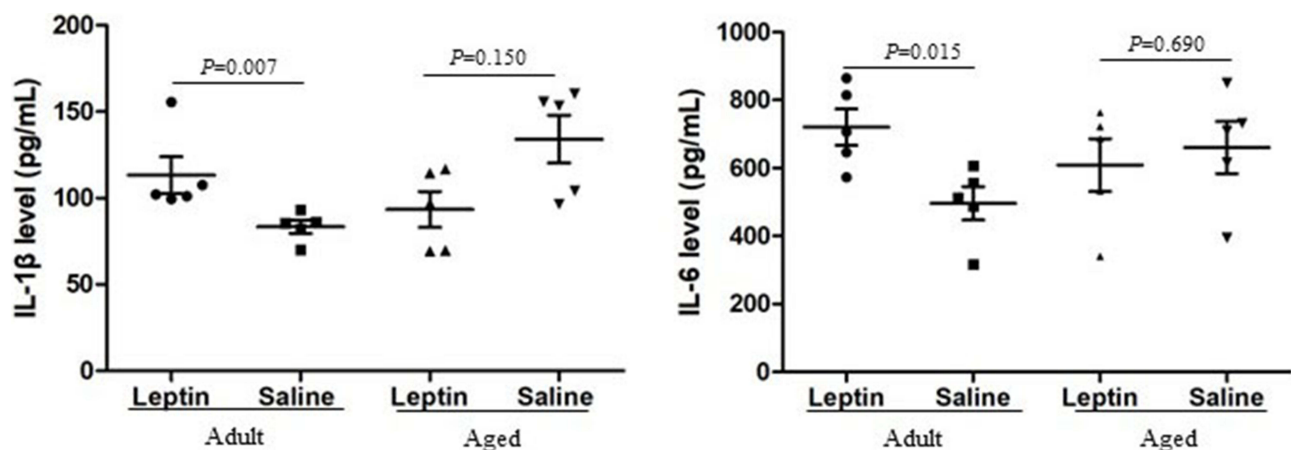 200
150
100
50
0
IL-1β level (pg/mL)
P=0.007
P=0.150
Leptin Saline Leptin Saline
Adult Aged
1000
800
600
400
200
0
IL-6 level (pg/mL)
P=0.015
P=0.690
Leptin Saline Leptin Saline
Adult Aged